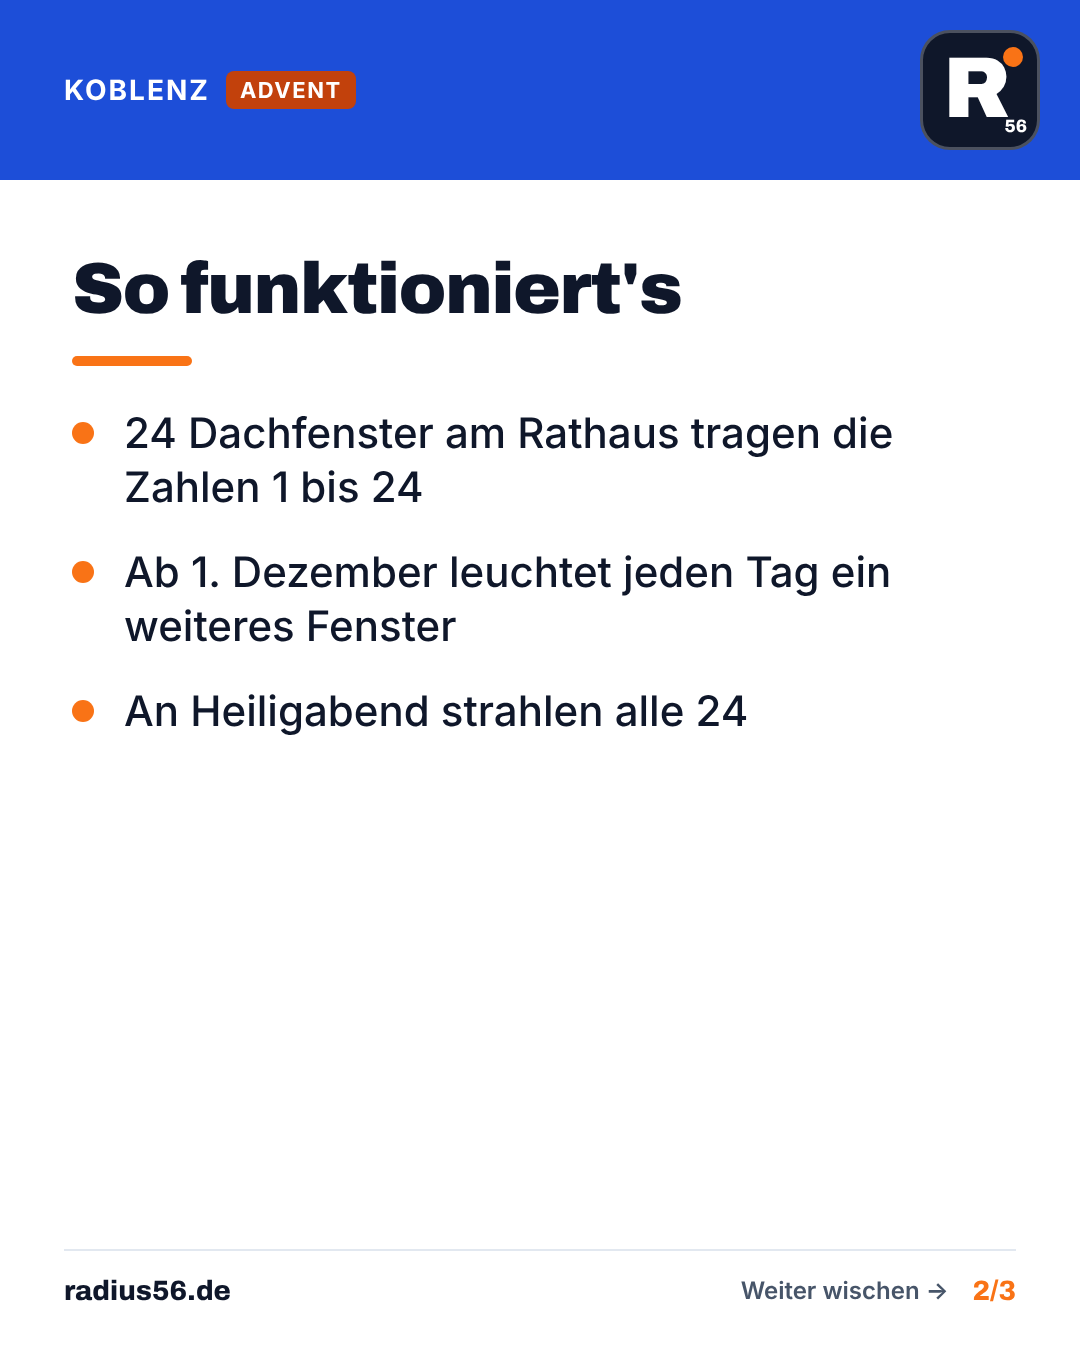 KOBLENZ ADVENT
R
56
So funktioniert's
24 Dachfenster am Rathaus tragen die
Zahlen 1 bis 24
Ab 1. Dezember leuchtet jeden Tag ein
weiteres Fenster
An Heiligabend strahlen alle 24
radius56.de
Weiter wischen → 2/3